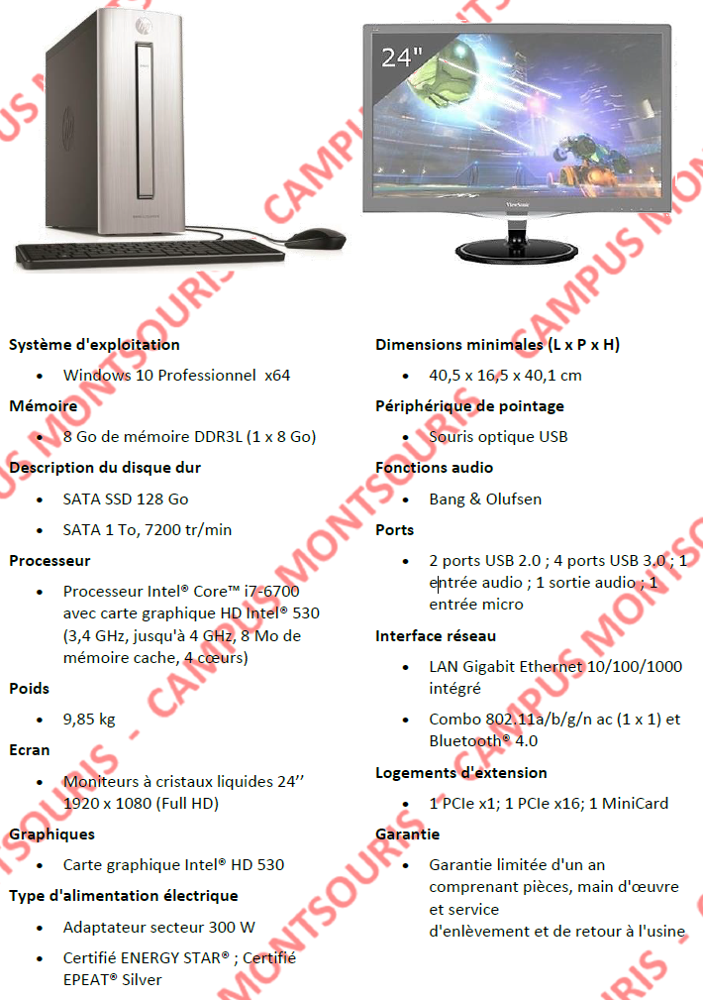 24"
ViewSonic
Système d'exploitation
• Windows 10 Professionnel x64
Mémoire
• 8 Go de mémoire DDR3L (1 x 8 Go)
Description du disque dur
• SATA SSD 128 Go
• SATA 1 To, 7200 tr/min
Processeur
• Processeur Intel® Core™ i7-6700
avec carte graphique HD Intel® 530
(3,4 GHz, jusqu'à 4 GHz, 8 Mo de
mémoire cache, 4 cœurs)
Poids
• 9,85 kg
Ecran
• Moniteurs à cristaux liquides 24’’
1920 x 1080 (Full HD)
Graphiques
• Carte graphique Intel® HD 530
Type d'alimentation électrique
• Adaptateur secteur 300 W
• Certifié ENERGY STAR® ; Certifié
EPEAT® Silver
Dimensions minimales (L x P x H)
• 40,5 x 16,5 x 40,1 cm
Périphérique de pointage
• Souris optique USB
Fonctions audio
• Bang & Olufsen
Ports
• 2 ports USB 2.0 ; 4 ports USB 3.0 ; 1
entrée audio ; 1 sortie audio ; 1
entrée micro
Interface réseau
• LAN Gigabit Ethernet 10/100/1000
intégré
• Combo 802.11a/b/g/n ac (1 x 1) et
Bluetooth® 4.0
Logements d'extension
• 1 PCIe x1; 1 PCIe x16; 1 MiniCard
Garantie
• Garantie limitée d'un an
comprenant pièces, main d'œuvre
et service
d'enlèvement et de retour à l'usine
CAMPUS MONTSOURIS - CAMPUS MONTSOURIS - CAMPUS MONTSOURIS